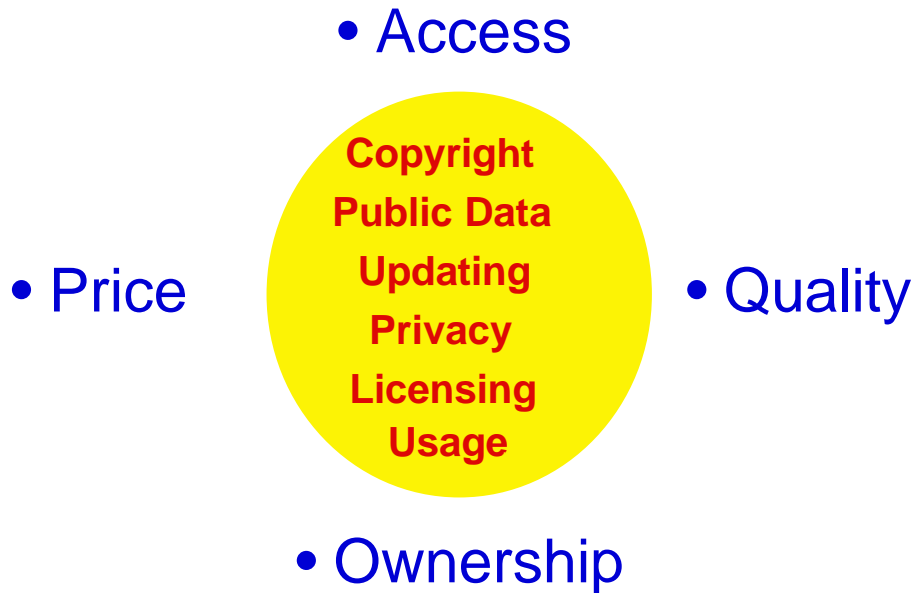 • Access
Copyright
Public Data
Updating
• Price
• Quality
Privacy
Licensing
Usage
• Ownership